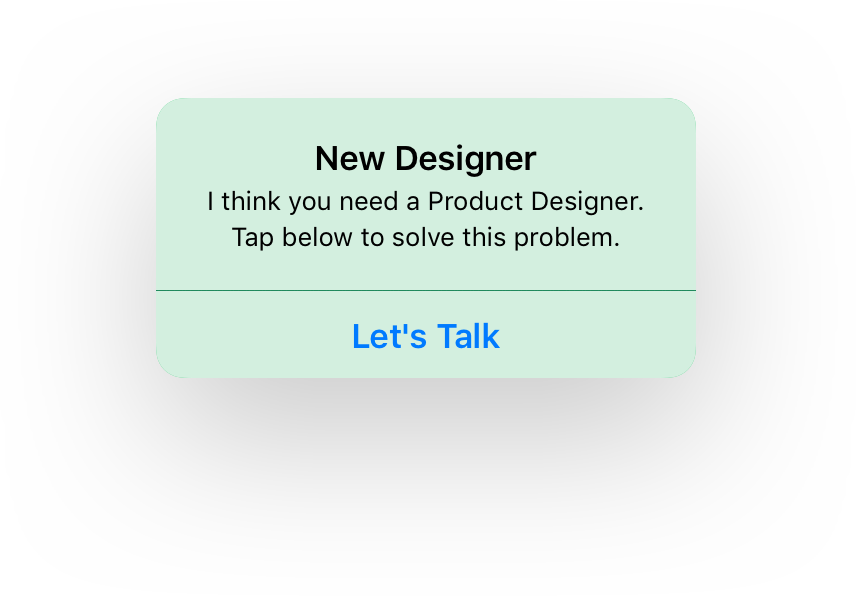 New Designer
I think you need a Product Designer.
Tap below to solve this problem.
Let's Talk